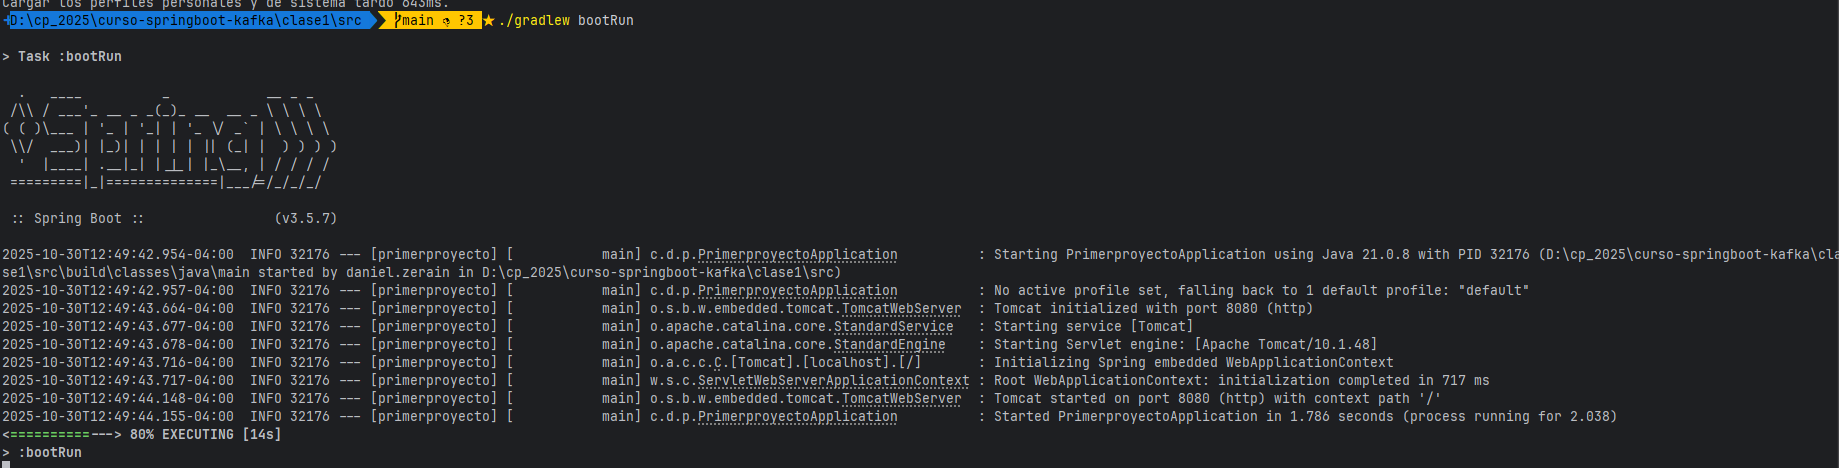 Cargar los perfiles personales y de sistema tardó 843ms.
D:\cp_2025\curso-springboot-kafka\clase1\src main ?3 ★ ./gradlew bootRun
> Task :bootRun
  .   ____          _            __ _ _
 /\\ / ___'_ __ _ _(_)_ __  __ _ \ \ \ \
( ( )\___ | '_ | '_| | '_ \/ _` | \ \ \ \
 \\/  ___)| |_)| | | | | || (_| |  ) ) ) )
  '  |____| .__|_| |_|_| |_\__, | / / / /
 =========|_|==============|___/=/_/_/_/
 :: Spring Boot ::                (v3.5.7)
2025-10-30T12:49:42.954-04:00  INFO 32176 --- [primerproyecto] [           main] c.d.p.PrimerproyectoApplication          : Starting PrimerproyectoApplication using Java 21.0.8 with PID 32176 (D:\cp_2025\curso-springboot-kafka\cla
se1\src\build\classes\java\main started by daniel.zerain in D:\cp_2025\curso-springboot-kafka\clase1\src)
2025-10-30T12:49:42.957-04:00  INFO 32176 --- [primerproyecto] [           main] c.d.p.PrimerproyectoApplication          : No active profile set, falling back to 1 default profile: "default"
2025-10-30T12:49:43.664-04:00  INFO 32176 --- [primerproyecto] [           main] o.s.b.w.embedded.tomcat.TomcatWebServer  : Tomcat initialized with port 8080 (http)
2025-10-30T12:49:43.677-04:00  INFO 32176 --- [primerproyecto] [           main] o.apache.catalina.core.StandardService   : Starting service [Tomcat]
2025-10-30T12:49:43.678-04:00  INFO 32176 --- [primerproyecto] [           main] o.apache.catalina.core.StandardEngine    : Starting Servlet engine: [Apache Tomcat/10.1.48]
2025-10-30T12:49:43.716-04:00  INFO 32176 --- [primerproyecto] [           main] o.a.c.c.C.[Tomcat].[localhost].[/]       : Initializing Spring embedded WebApplicationContext
2025-10-30T12:49:43.717-04:00  INFO 32176 --- [primerproyecto] [           main] w.s.c.ServletWebServerApplicationContext : Root WebApplicationContext: initialization completed in 717 ms
2025-10-30T12:49:44.148-04:00  INFO 32176 --- [primerproyecto] [           main] o.s.b.w.embedded.tomcat.TomcatWebServer  : Tomcat started on port 8080 (http) with context path '/'
2025-10-30T12:49:44.155-04:00  INFO 32176 --- [primerproyecto] [           main] c.d.p.PrimerproyectoApplication          : Started PrimerproyectoApplication in 1.786 seconds (process running for 2.038)
<==========---> 80% EXECUTING [14s]
> :bootRun